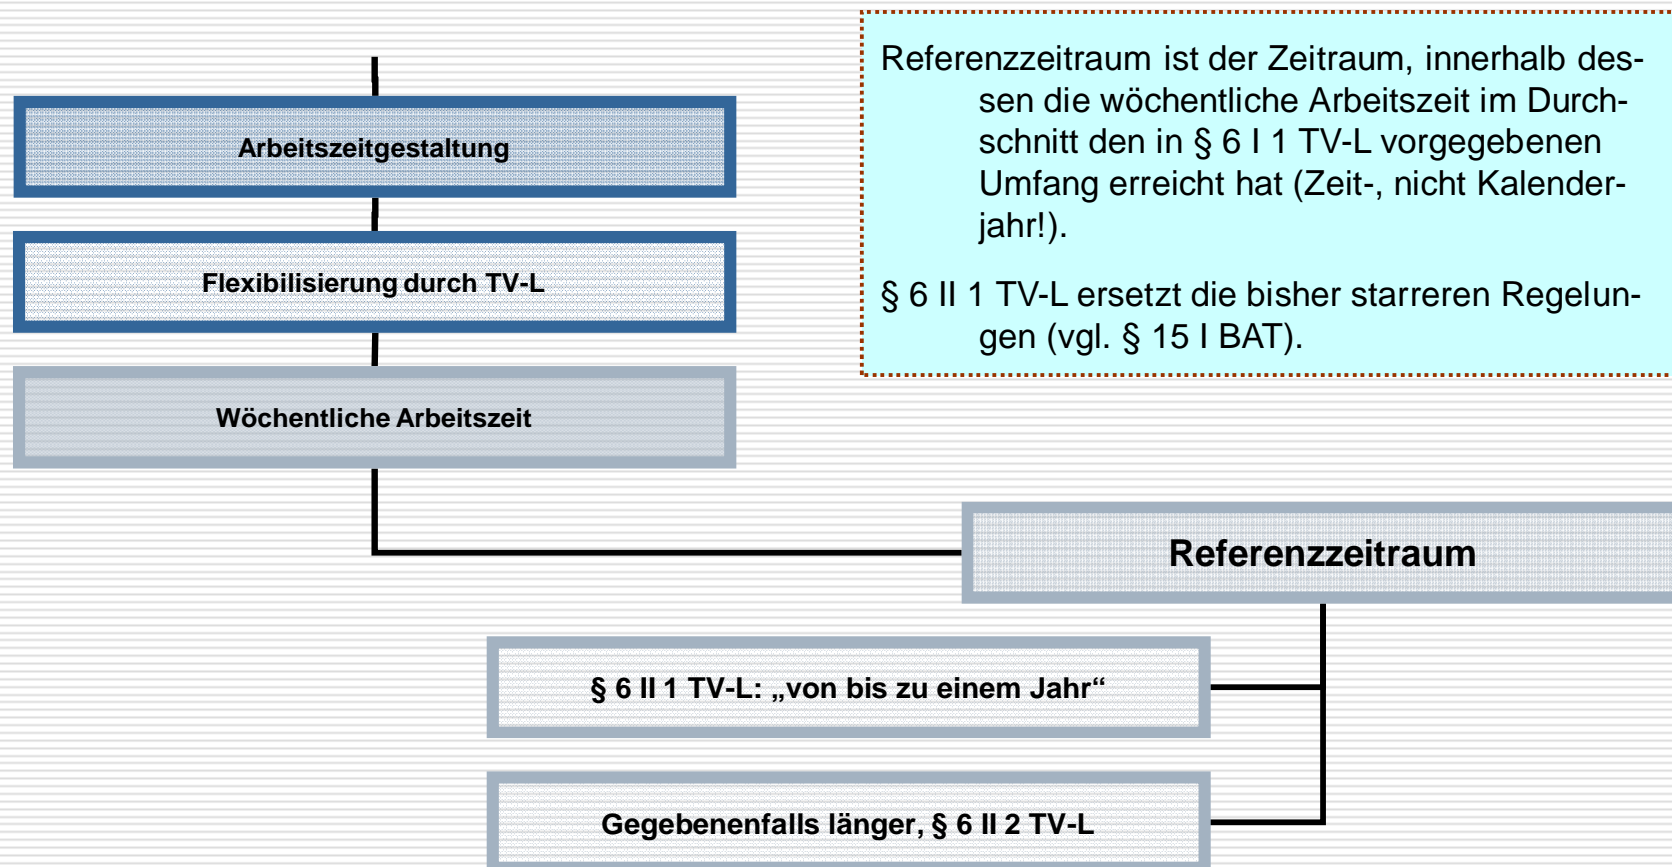 Arbeitszeitgestaltung
Flexibilisierung durch TV-L
Wöchentliche Arbeitszeit
Referenzzeitraum ist der Zeitraum, innerhalb des-
sen die wöchentliche Arbeitszeit im Durch-
schnitt den in § 6 I 1 TV-L vorgegebenen
Umfang erreicht hat (Zeit-, nicht Kalender-
jahr!).
§ 6 II 1 TV-L ersetzt die bisher starreren Regelun-
gen (vgl. § 15 I BAT).
Referenzzeitraum
§ 6 II 1 TV-L: „von bis zu einem Jahr“
Gegebenenfalls länger, § 6 II 2 TV-L